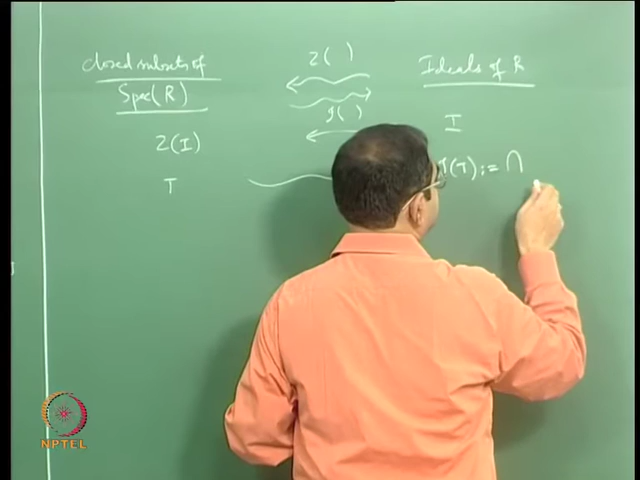 closed subsets of Z( ) Ideals of R
Spec(R) I( )
Z(I) I
T I(T) := ∩
NPTEL